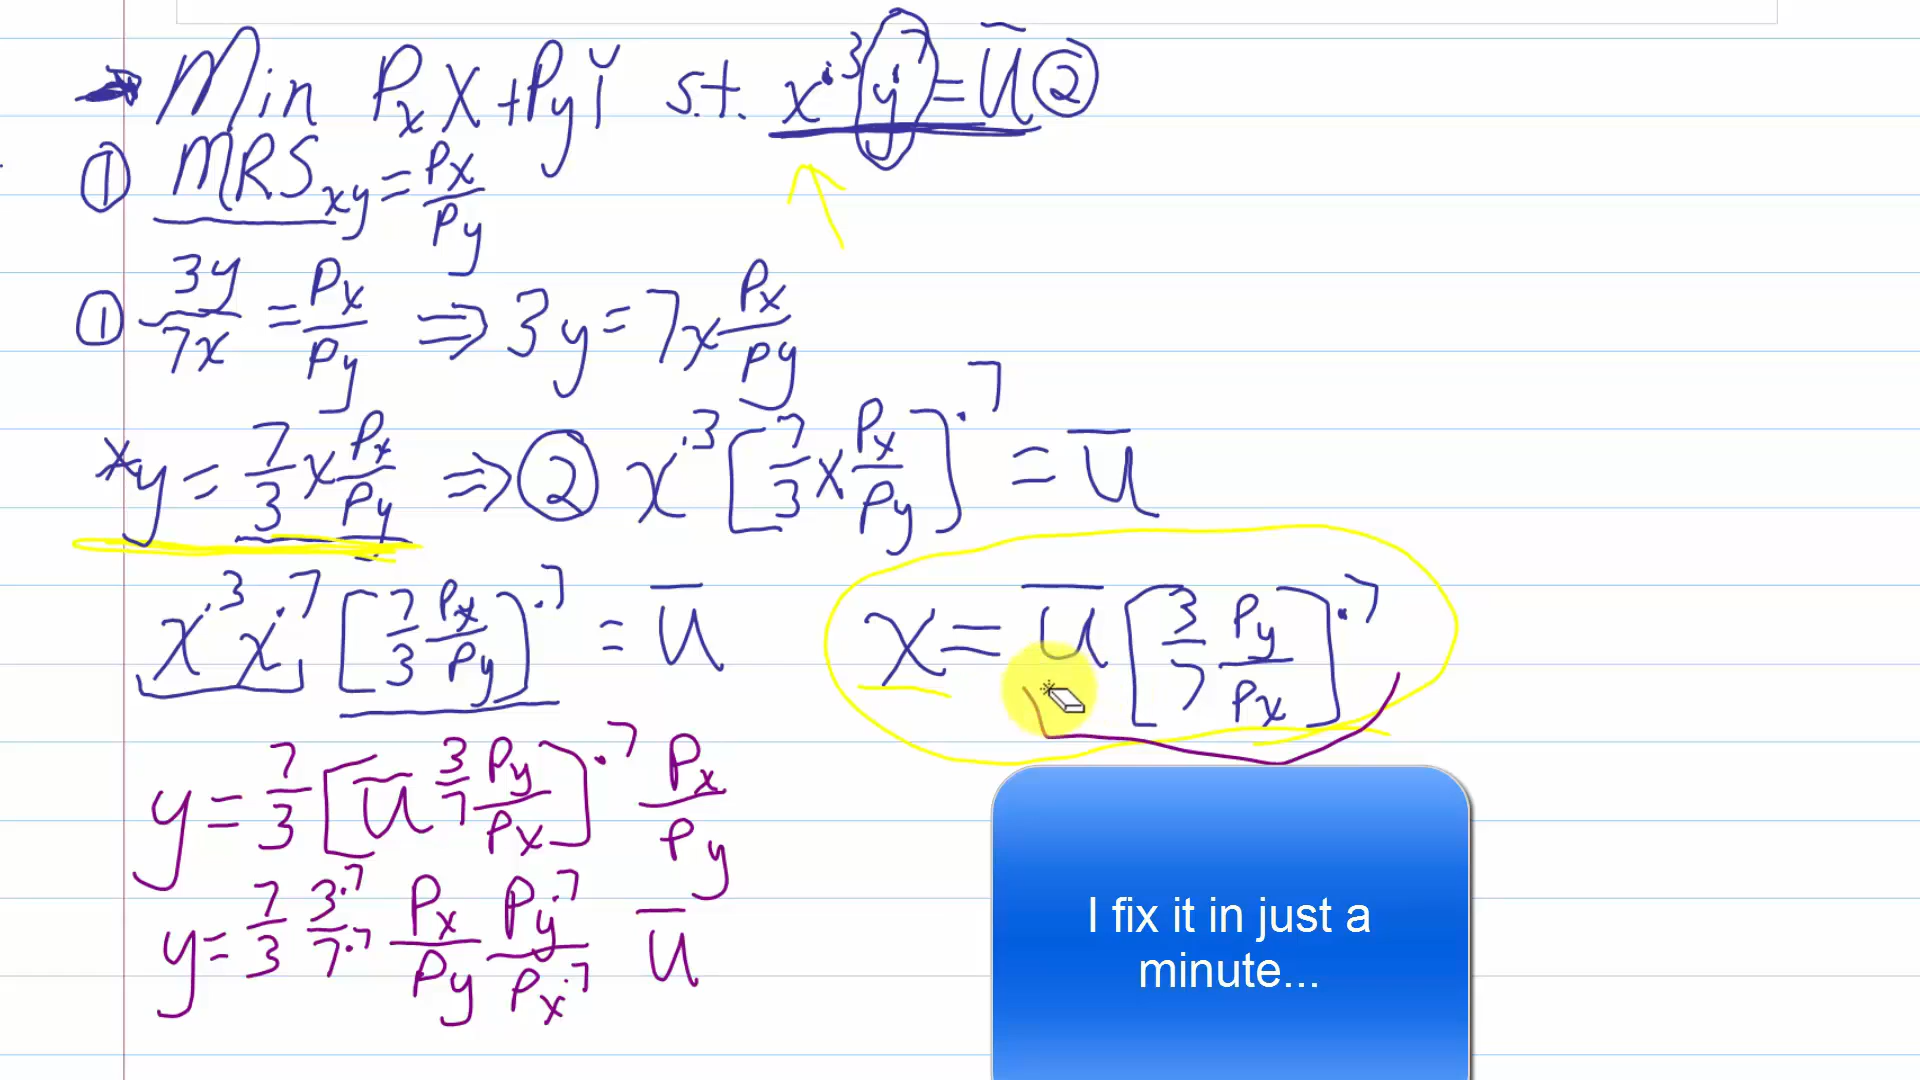 Min PxX+PyY s.t. x^.3 y^.7 = U̅ ②
① MRSxy = Px/Py
① 3y/7x = Px/Py ⇒ 3y = 7x Px/Py
*y = 7/3 x Px/Py ⇒ ② x^.3 [7/3 x Px/Py]^.7 = U̅
x^.3 x^.7 [7/3 Px/Py]^.7 = U̅
x = U̅ [3/7 Py/Px]^.7
y = 7/3 [U̅ 3/7 Py/Px]^.7 Px/Py
y = 7/3 3^.7/7^.7 Px/Py Py^.7/Px^.7 U̅
I fix it in just a
minute...